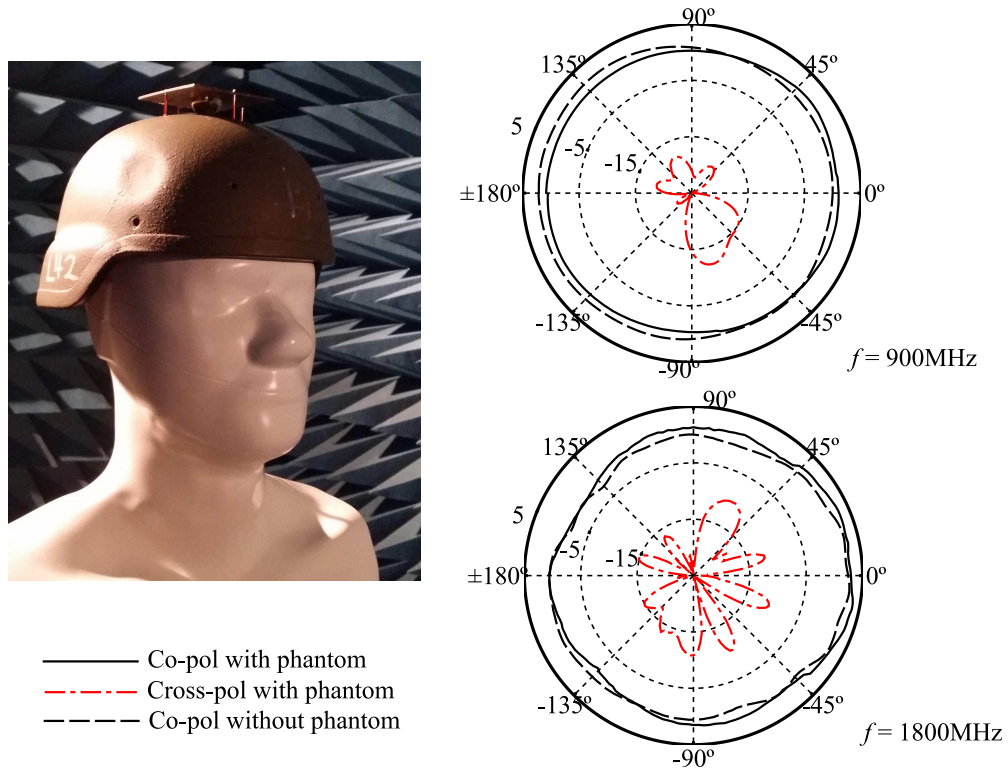 90º
135º
45º
5
-5
-15
±180º
0º
-135º
-45º
-90º
f = 900MHz
L42
90º
135º
45º
5
-5
-15
±180º
0º
-135º
-45º
-90º
f = 1800MHz
Co-pol with phantom
Cross-pol with phantom
Co-pol without phantom